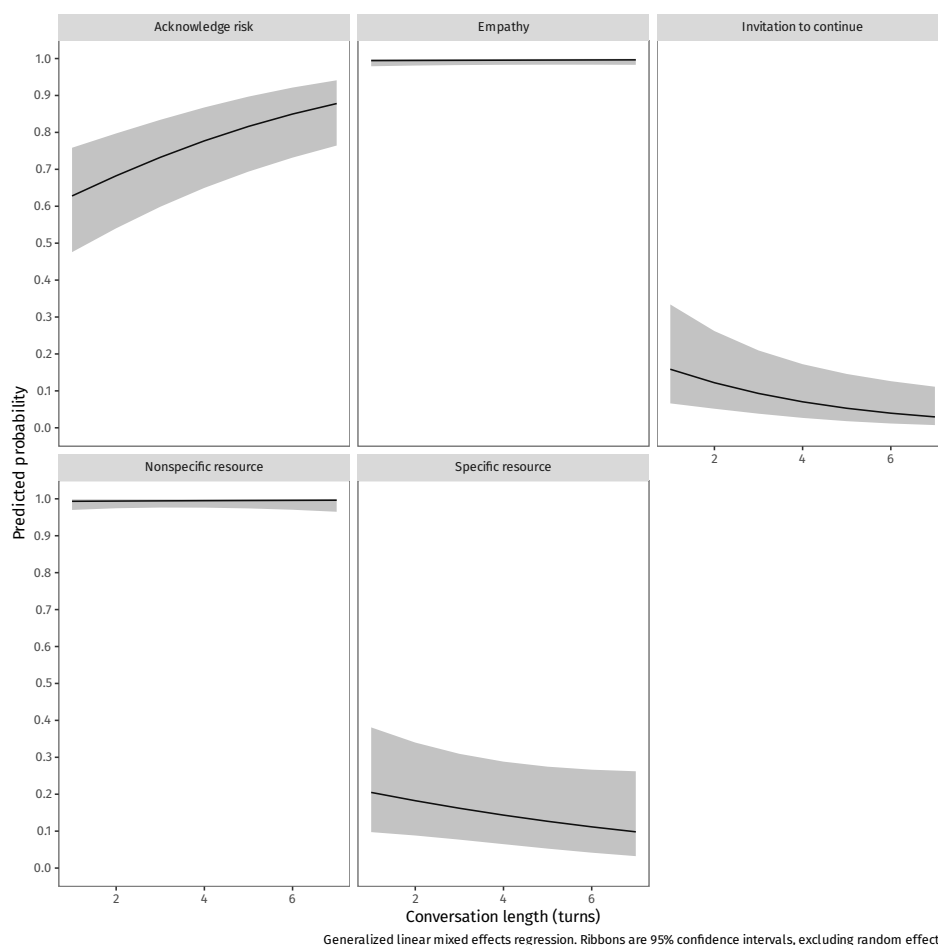 Acknowledge risk
Empathy
Invitation to continue
1.0
0.9
0.8
0.7
0.6
0.5
0.4
0.3
0.2
0.1
0.0
2 4 6
Predicted probability
Nonspecific resource
Specific resource
1.0
0.9
0.8
0.7
0.6
0.5
0.4
0.3
0.2
0.1
0.0
2 4 6
2 4 6
Conversation length (turns)
Generalized linear mixed effects regression. Ribbons are 95% confidence intervals, excluding random effect